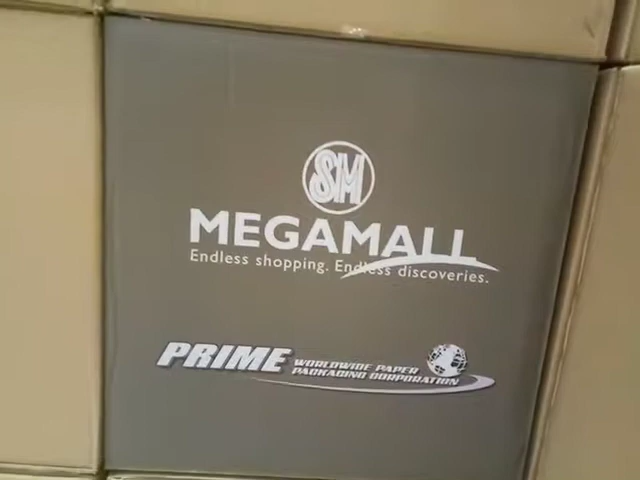 SM
MEGAMALL
Endless shopping. Endless discoveries.
PRIME WORLDWIDE PAPER
PACKAGING CORPORATION